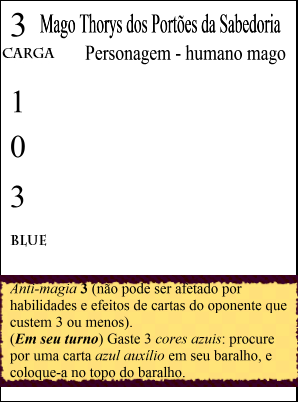 3 Mago Thorys dos Portões da Sabedoria
CARGA Personagem - humano mago
1
0
3
BLUE
Anti-magia 3 (não pode ser afetado por
habilidades e efeitos de cartas do oponente que
custem 3 ou menos).
(Em seu turno) Gaste 3 cores azuis: procure
por uma carta azul auxílio em seu baralho, e
coloque-a no topo do baralho.